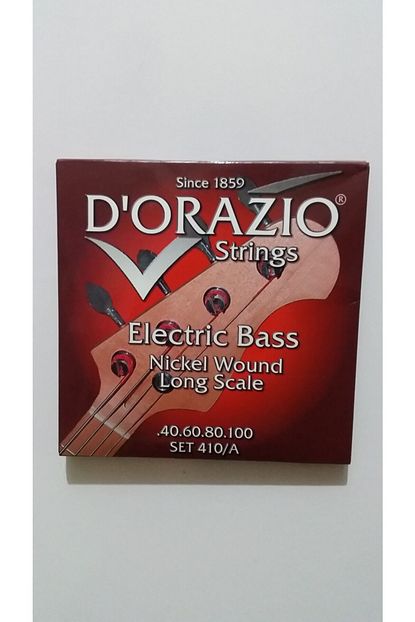 Since 1859
D'ORAZIO®
Strings
Electric Bass
Nickel Wound
Long Scale
.40.60.80.100
SET 410/A